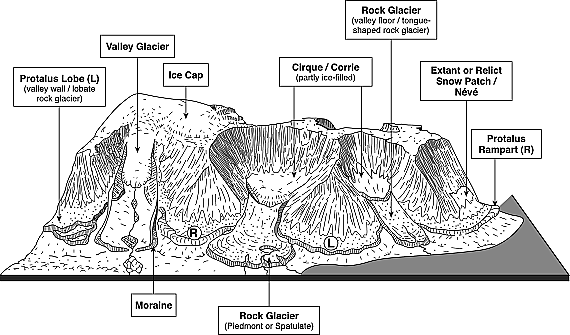 Rock Glacier
(valley floor / tongue-
shaped rock glacier)
Valley Glacier
Ice Cap
Cirque / Corrie
(partly ice-filled)
Extant or Relict
Snow Patch /
Névé
Protalus Lobe (L)
(valley wall / lobate
rock glacier)
Protalus
Rampart (R)
R
L
Moraine
Rock Glacier
(Piedmont or Spatulate)